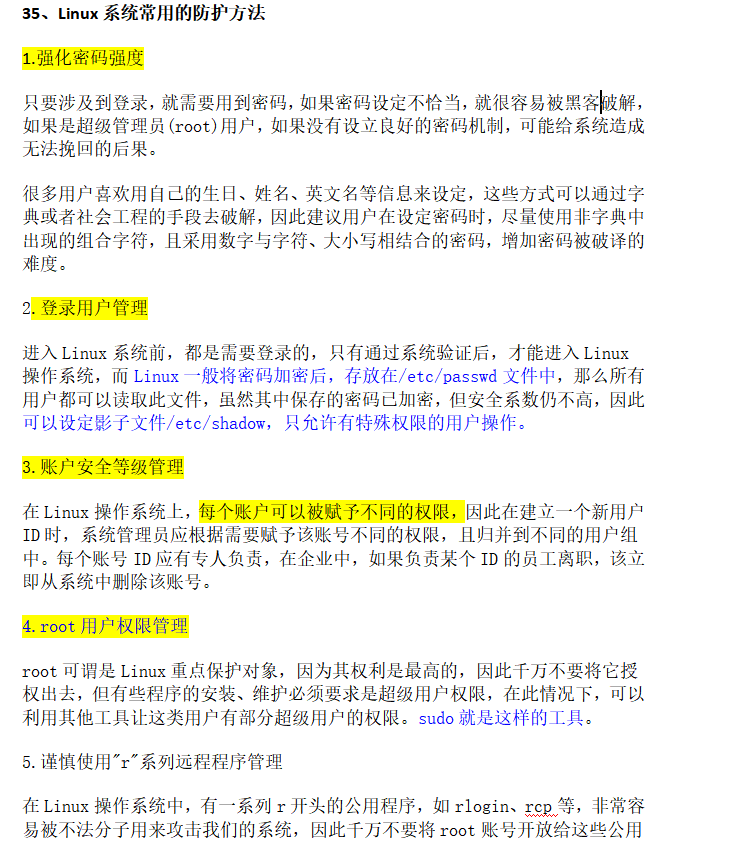 35、Linux 系统常用的防护方法
1.强化密码强度
只要涉及到登录，就需要用到密码，如果密码设定不恰当，就很容易被黑客破解，
如果是超级管理员(root)用户，如果没有设立良好的密码机制，可能给系统造成
无法挽回的后果。
很多用户喜欢用自己的生日、姓名、英文名等信息来设定，这些方式可以通过字
典或者社会工程的手段去破解，因此建议用户在设定密码时，尽量使用非字典中
出现的组合字符，且采用数字与字符、大小写相结合的密码，增加密码被破译的
难度。
2.登录用户管理
进入 Linux 系统前，都是需要登录的，只有通过系统验证后，才能进入 Linux
操作系统，而 Linux 一般将密码加密后，存放在/etc/passwd 文件中，那么所有
用户都可以读取此文件，虽然其中保存的密码已加密，但安全系数仍不高，因此
可以设定影子文件/etc/shadow，只允许有特殊权限的用户操作。
3.账户安全等级管理
在 Linux 操作系统上，每个账户可以被赋予不同的权限，因此在建立一个新用户
ID 时，系统管理员应根据需要赋予该账号不同的权限，且归并到不同的用户组
中。每个账号 ID 应有专人负责，在企业中，如果负责某个 ID 的员工离职，该立
即从系统中删除该账号。
4.root 用户权限管理
root 可谓是 Linux 重点保护对象，因为其权利是最高的，因此千万不要将它授
权出去，但有些程序的安装、维护必须要求是超级用户权限，在此情况下，可以
利用其他工具让这类用户有部分超级用户的权限。sudo 就是这样的工具。
5.谨慎使用"r"系列远程程序管理
在 Linux 操作系统中，有一系列 r 开头的公用程序，如 rlogin、rcp 等，非常容
易被不法分子用来攻击我们的系统，因此千万不要将 root 账号开放给这些公用